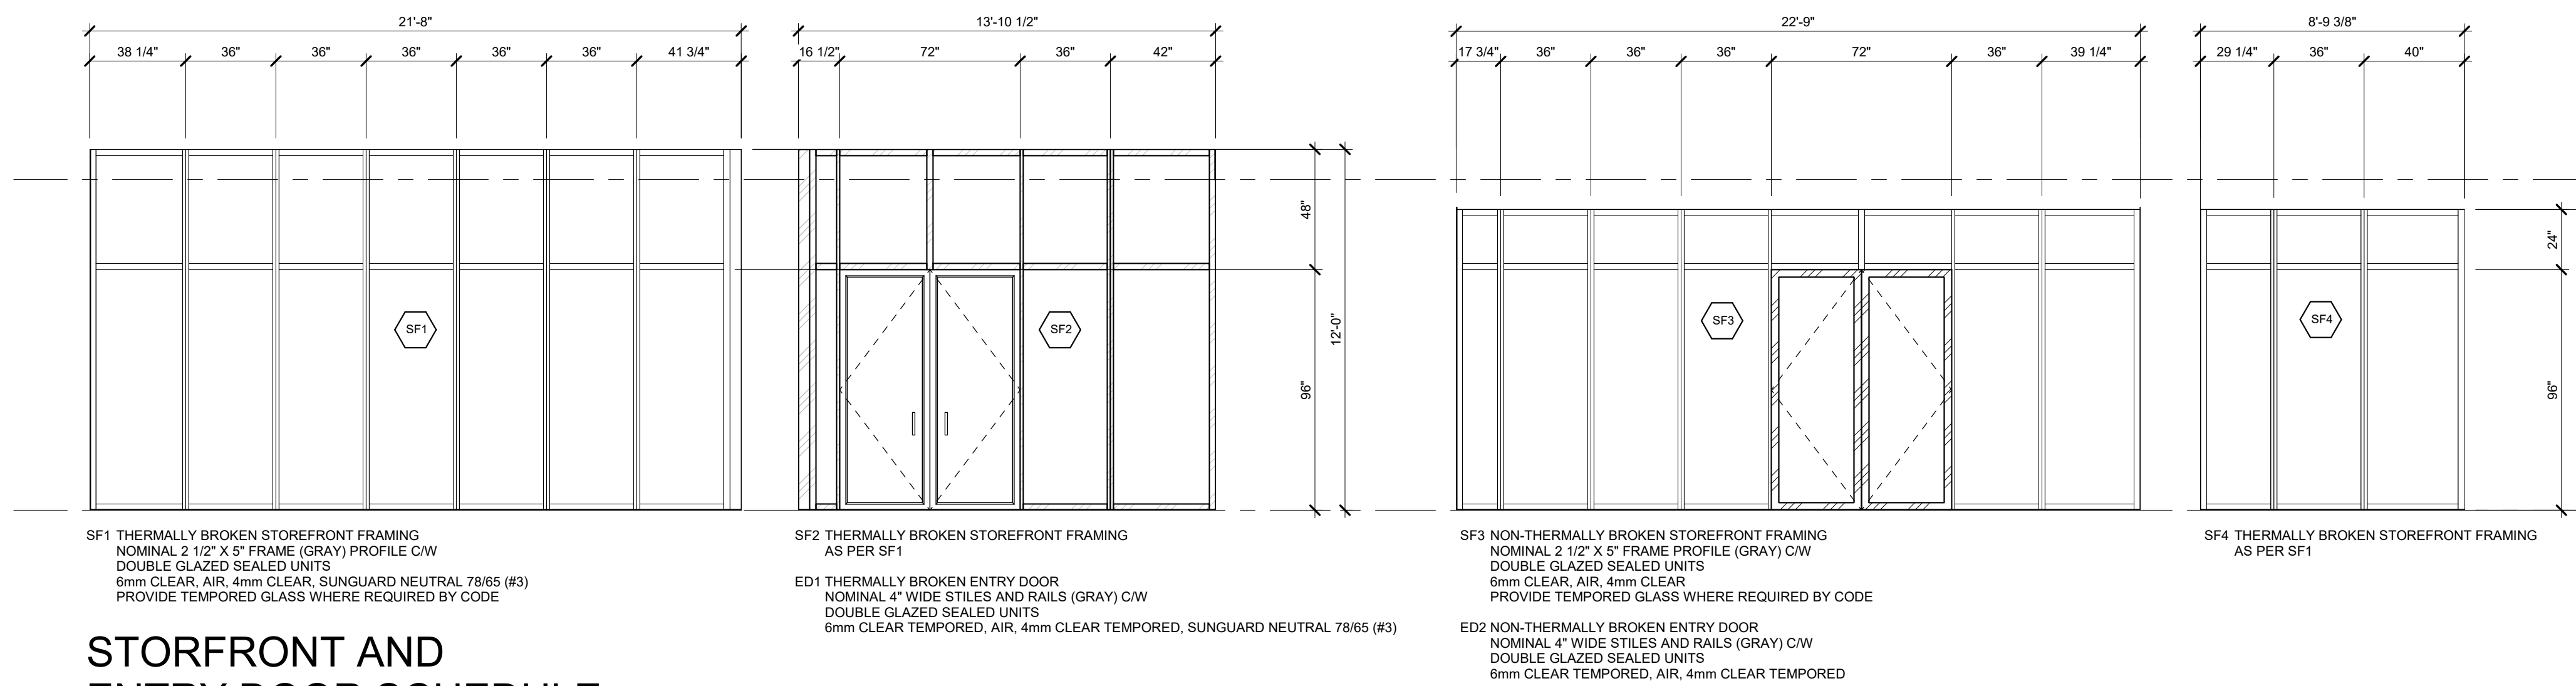 21'-8"
38 1/4" 36" 36" 36" 36" 36" 41 3/4"
13'-10 1/2"
16 1/2" 72" 36" 42"
22'-9"
17 3/4" 36" 36" 36" 72" 36" 39 1/4"
8'-9 3/8"
29 1/4" 36" 40"
48"
96"
12'-0"
24"
96"
SF1
SF2
SF3
SF4
SF1 THERMALLY BROKEN STOREFRONT FRAMING
NOMINAL 2 1/2" X 5" FRAME (GRAY) PROFILE C/W
DOUBLE GLAZED SEALED UNITS
6mm CLEAR, AIR, 4mm CLEAR, SUNGUARD NEUTRAL 78/65 (#3)
PROVIDE TEMPORED GLASS WHERE REQUIRED BY CODE
SF2 THERMALLY BROKEN STOREFRONT FRAMING
AS PER SF1
ED1 THERMALLY BROKEN ENTRY DOOR
NOMINAL 4" WIDE STILES AND RAILS (GRAY) C/W
DOUBLE GLAZED SEALED UNITS
6mm CLEAR TEMPORED, AIR, 4mm CLEAR TEMPORED, SUNGUARD NEUTRAL 78/65 (#3)
SF3 NON-THERMALLY BROKEN STOREFRONT FRAMING
NOMINAL 2 1/2" X 5" FRAME PROFILE (GRAY) C/W
DOUBLE GLAZED SEALED UNITS
6mm CLEAR, AIR, 4mm CLEAR
PROVIDE TEMPORED GLASS WHERE REQUIRED BY CODE
ED2 NON-THERMALLY BROKEN ENTRY DOOR
NOMINAL 4" WIDE STILES AND RAILS (GRAY) C/W
DOUBLE GLAZED SEALED UNITS
6mm CLEAR TEMPORED, AIR, 4mm CLEAR TEMPORED
SF4 THERMALLY BROKEN STOREFRONT FRAMING
AS PER SF1
STORFRONT AND
ENTRY DOOR SCHEDULE